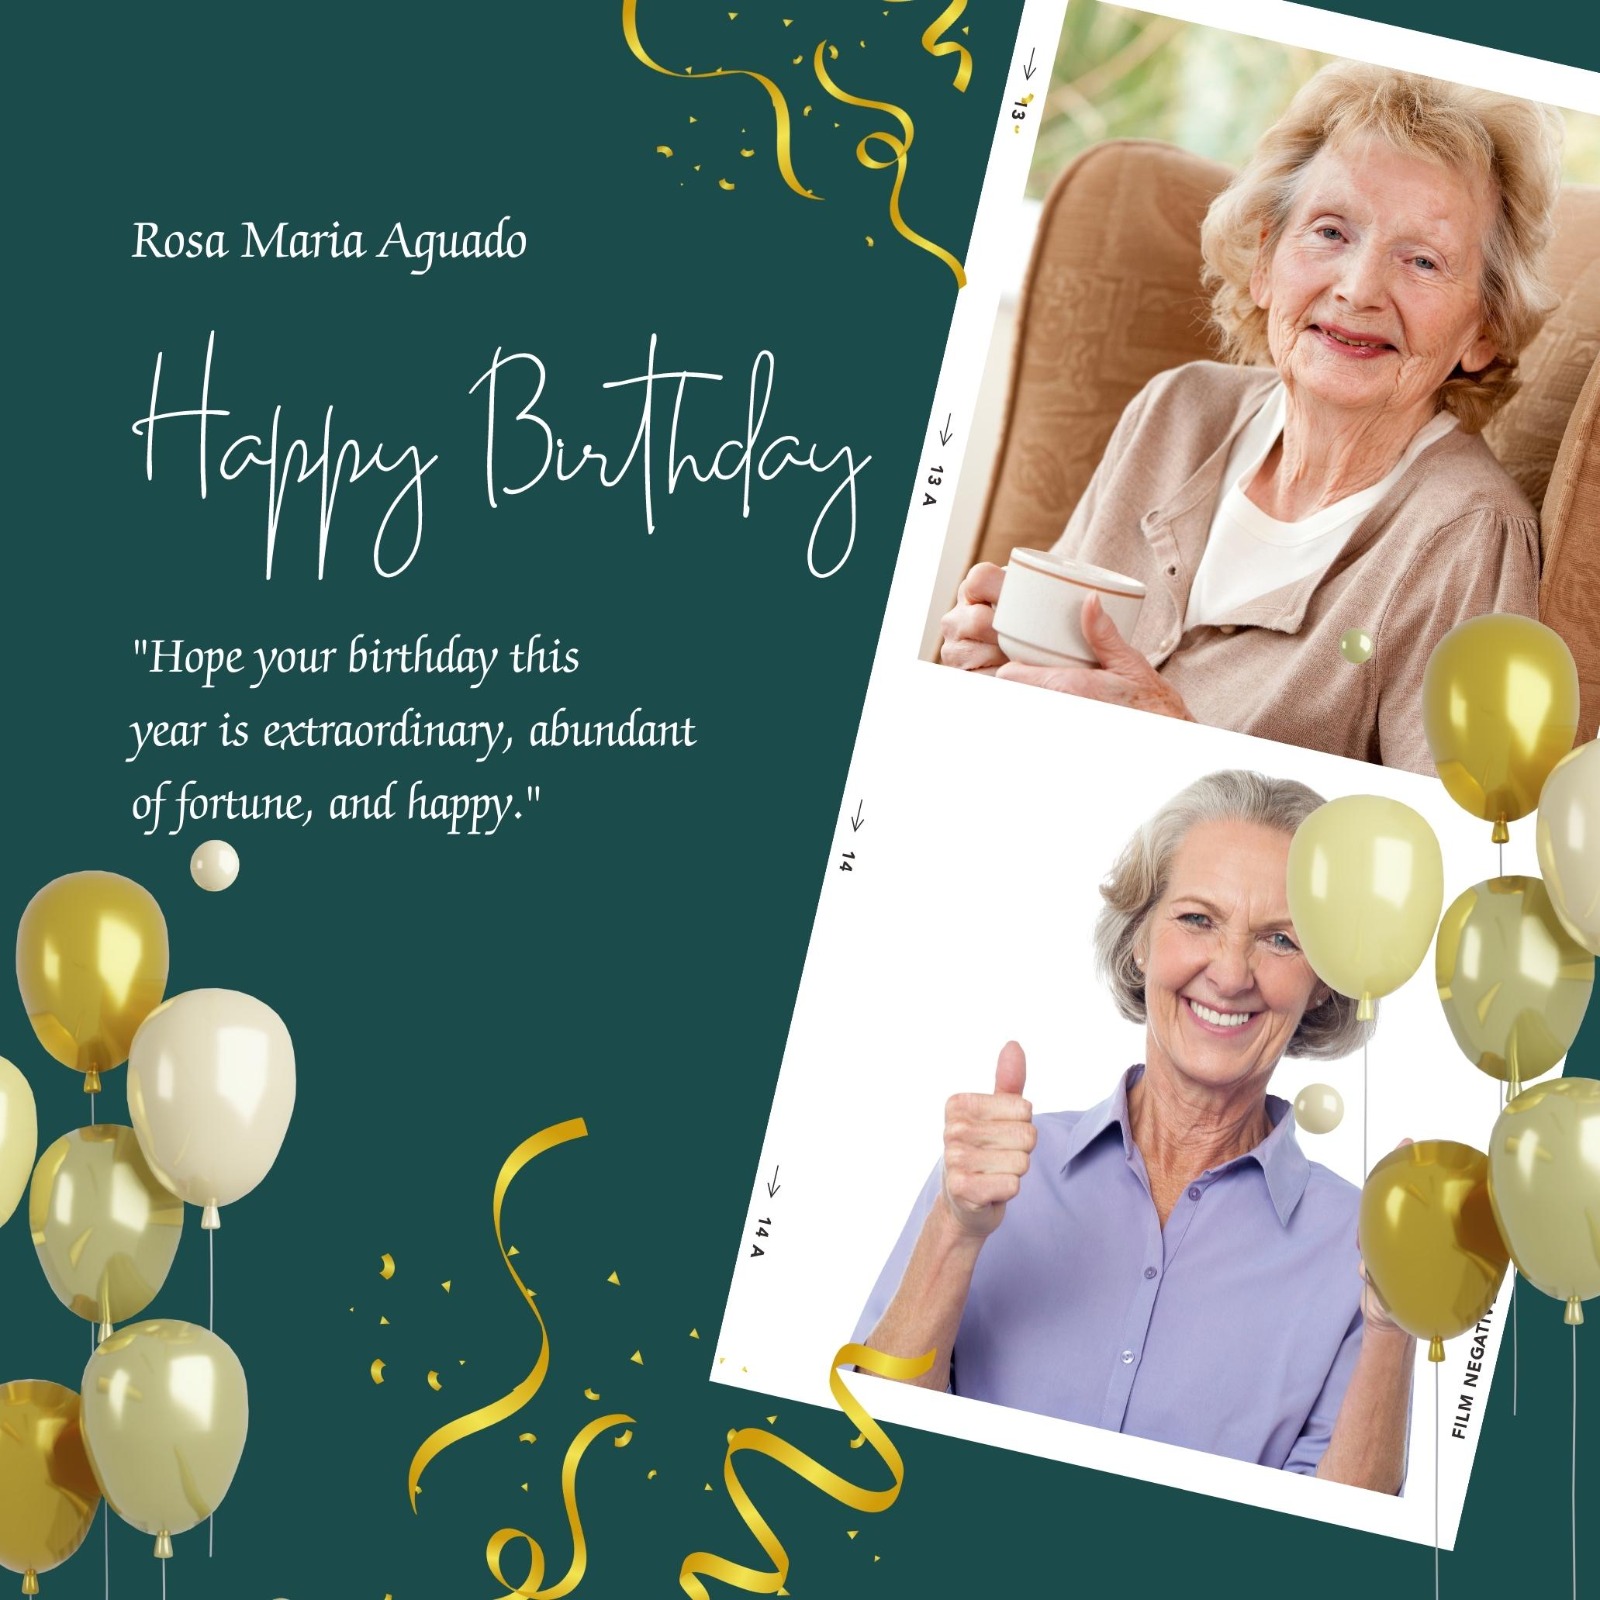 Rosa Maria Aguado
Happy Birthday
"Hope your birthday this
year is extraordinary, abundant
of fortune, and happy."
→ 13
→ 13 A
→ 14
→ 14 A
FILM NEGATIV